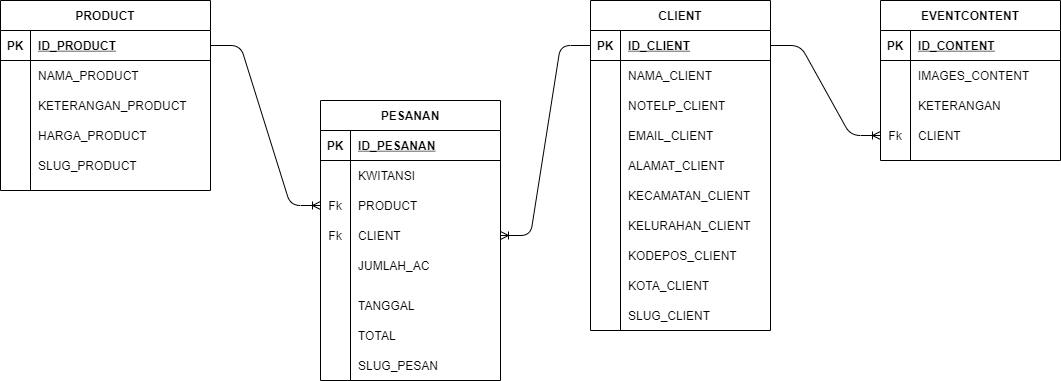 PRODUCT
PK ID_PRODUCT
NAMA_PRODUCT
KETERANGAN_PRODUCT
HARGA_PRODUCT
SLUG_PRODUCT
PESANAN
PK ID_PESANAN
KWITANSI
Fk PRODUCT
Fk CLIENT
JUMLAH_AC
TANGGAL
TOTAL
SLUG_PESAN
CLIENT
PK ID_CLIENT
NAMA_CLIENT
NOTELP_CLIENT
EMAIL_CLIENT
ALAMAT_CLIENT
KECAMATAN_CLIENT
KELURAHAN_CLIENT
KODEPOS_CLIENT
KOTA_CLIENT
SLUG_CLIENT
EVENTCONTENT
PK ID_CONTENT
IMAGES_CONTENT
KETERANGAN
Fk CLIENT